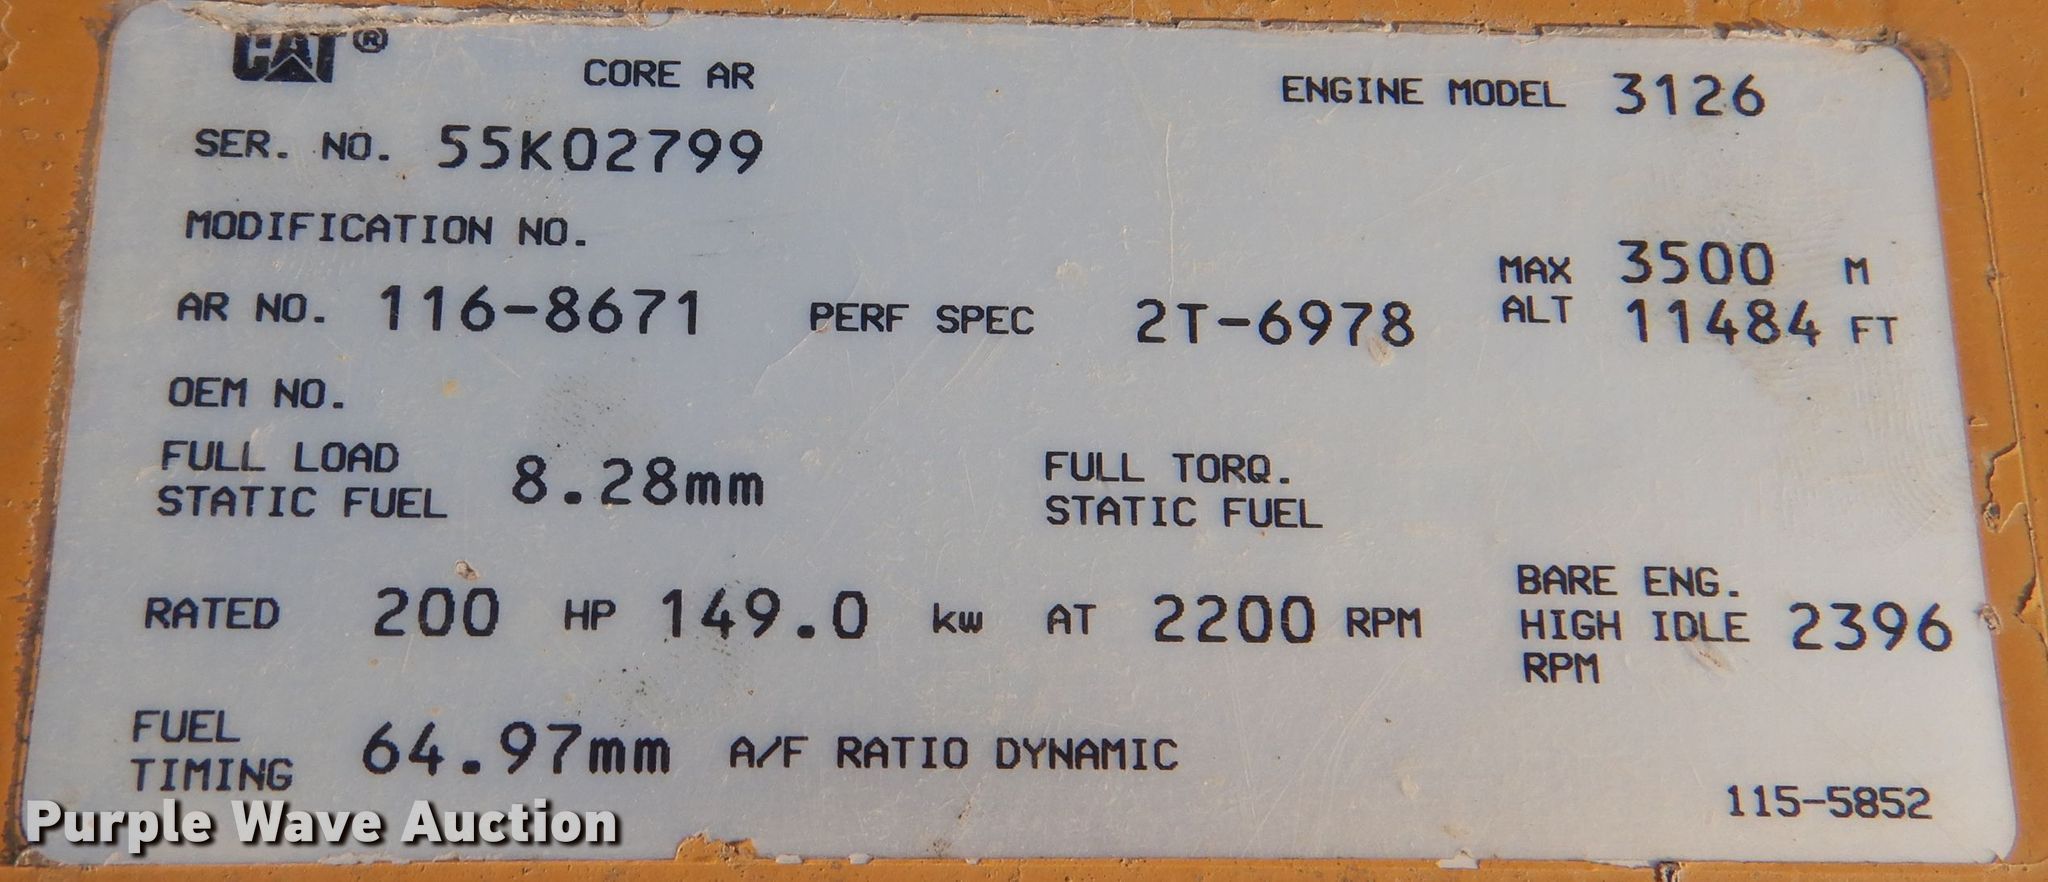 CAT® CORE AR ENGINE MODEL 3126
SER. NO. 55K02799
MODIFICATION NO.
AR NO. 116-8671 PERF SPEC 2T-6978 MAX 3500 M
ALT 11484 FT
OEM NO.
FULL LOAD 8.28mm FULL TORQ.
STATIC FUEL STATIC FUEL
RATED 200 HP 149.0 kw AT 2200 RPM BARE ENG.
HIGH IDLE 2396
RPM
FUEL 64.97mm A/F RATIO DYNAMIC
TIMING
115-5852
Purple Wave Auction